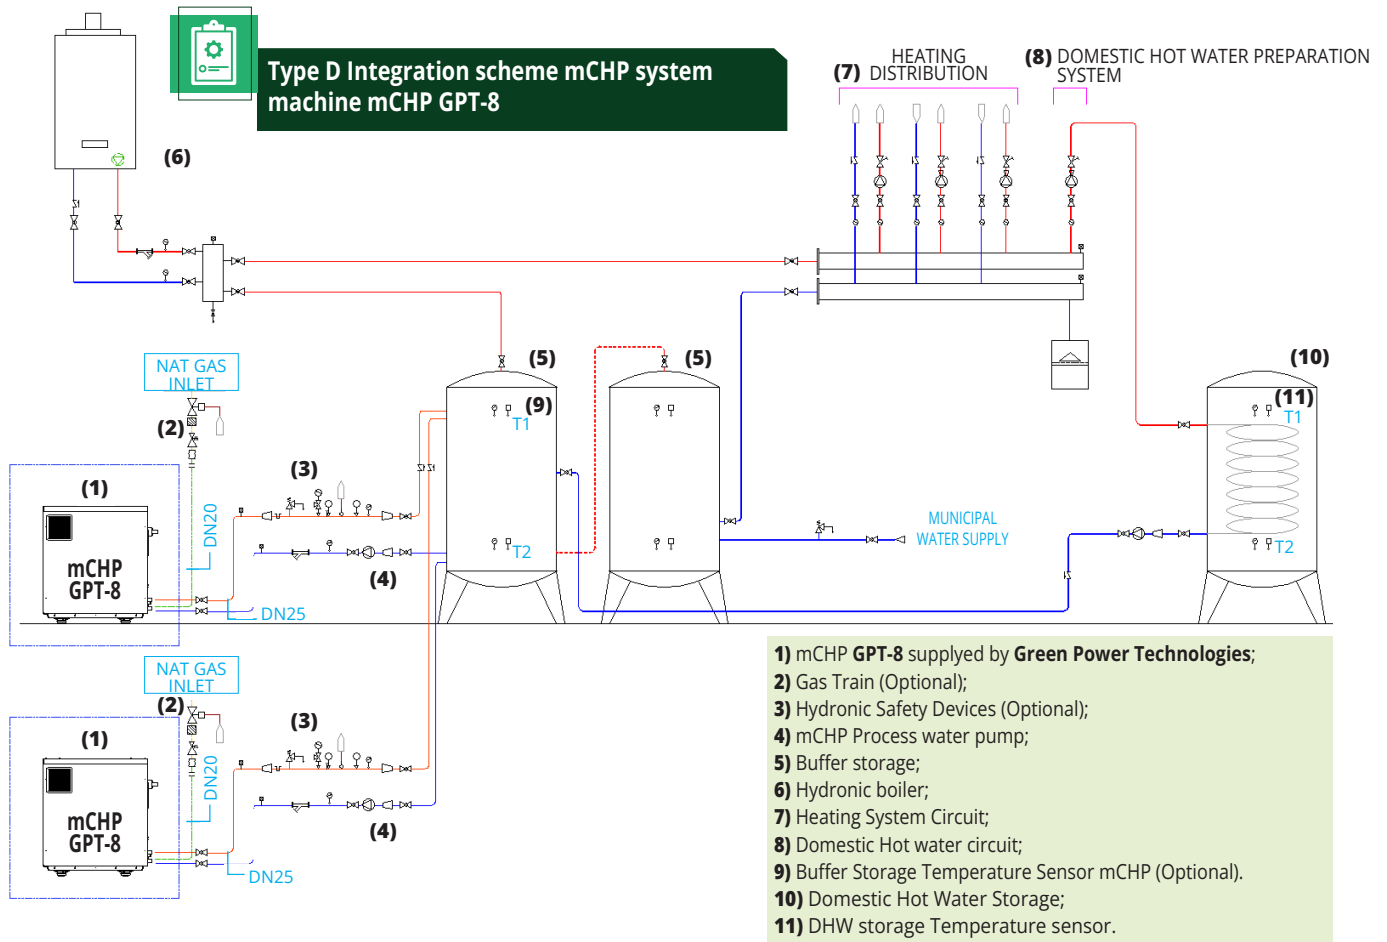 Type D Integration scheme mCHP system
machine mCHP GPT-8
HEATING
(7) DISTRIBUTION
(8) DOMESTIC HOT WATER PREPARATION
SYSTEM
(6)
NAT GAS
INLET
(2)
(5)
(5)
(10)
(9)
T1
(11)
T1
(1)
(3)
DN20
mCHP
GPT-8
(4)
T2
MUNICIPAL
WATER SUPPLY
T2
DN25
NAT GAS
INLET
(2)
(1)
(3)
DN20
mCHP
GPT-8
(4)
DN25
1) mCHP GPT-8 supplyed by Green Power Technologies;
2) Gas Train (Optional);
3) Hydronic Safety Devices (Optional);
4) mCHP Process water pump;
5) Buffer storage;
6) Hydronic boiler;
7) Heating System Circuit;
8) Domestic Hot water circuit;
9) Buffer Storage Temperature Sensor mCHP (Optional).
10) Domestic Hot Water Storage;
11) DHW storage Temperature sensor.